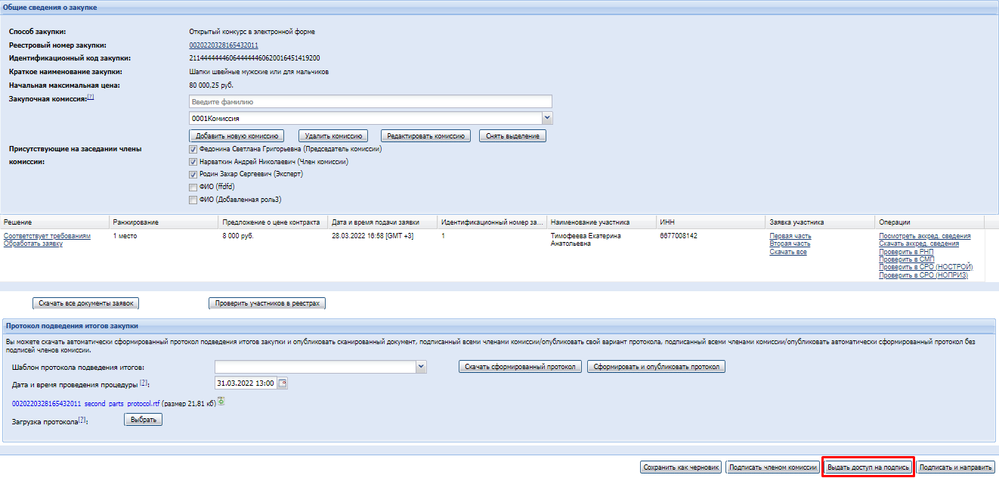 Общие сведения о закупке
Способ закупки: Открытый конкурс в электронной форме
Реестровый номер закупки: 0020220328165432011
Идентификационный код закупки: 211444444460644444460620016451419200
Краткое наименование закупки: Шапки швейные мужские или для мальчиков
Начальная максимальная цена: 80 000,25 руб.
Закупочная комиссия:[?] Введите фамилию
0001Комиссия
Добавить новую комиссию Удалить комиссию Редактировать комиссию Снять выделение
Присутствующие на заседании члены комиссии:
Федонина Светлана Григорьевна (Председатель комиссии)
Нарваткин Андрей Николаевич (Член комиссии)
Родин Захар Сергеевич (Эксперт)
ФИО (ffdfd)
ФИО (Добавленная роль3)
Решение Ранжирование Предложение о цене контракта Дата и время подачи заявки Идентификационный номер за... Наименование участника ИНН Заявка участника Операции
Соответствует требованиям 1 место 8 000 руб. 28.03.2022 16:58 [GMT +3] 1 Тимофеева Екатерина 6677008142 Первая часть Посмотреть аккред. сведения
Обработать заявку Анатольевна Вторая часть Скачать аккред. сведения
Скачать все Проверить в РНП
Проверить в СМП
Проверить в СРО (НОСТРОЙ)
Проверить в СРО (НОПРИЗ)
Скачать все документы заявок Проверить участников в реестрах
Протокол подведения итогов закупки
Вы можете скачать автоматически сформированный протокол подведения итогов закупки и опубликовать сканированный документ, подписанный всеми членами комиссии/опубликовать свой вариант протокола, подписанный всеми членами комиссии/опубликовать автоматически сформированный протокол без
подписей членов комиссии.
Шаблон протокола подведения итогов: Скачать сформированный протокол Сформировать и опубликовать протокол
Дата и время проведения процедуры [?]: 31.03.2022 13:00
0020220328165432011_second_parts_protocol.rtf (размер 21,81 кб)
Загрузка протокола[?]: Выбрать
Сохранить как черновик Подписать членом комиссии Выдать доступ на подпись Подписать и направить